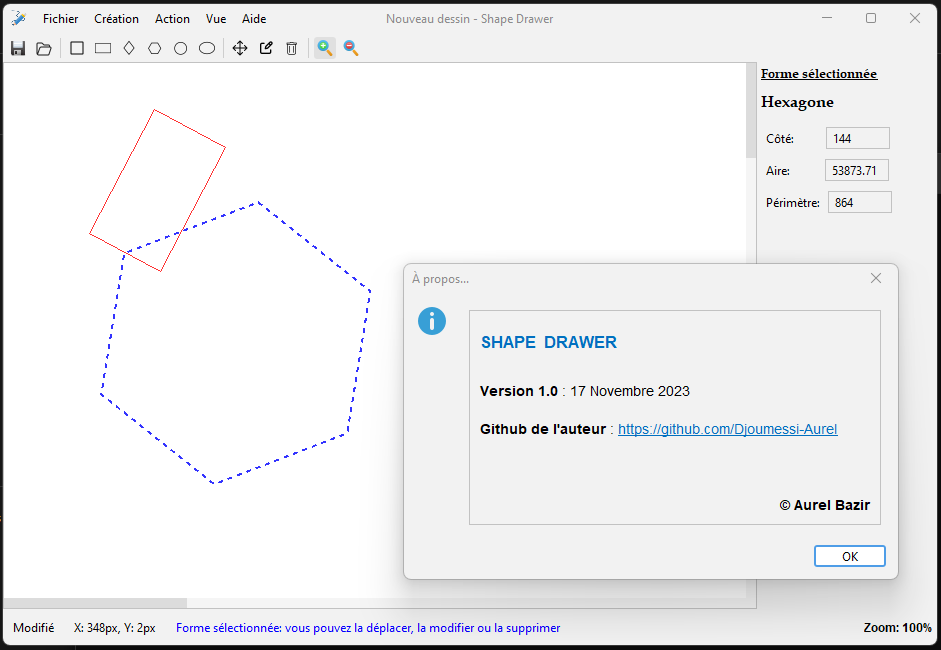 Fichier Création Action Vue Aide
Nouveau dessin - Shape Drawer
Forme sélectionnée
Hexagone
Côté: 144
Aire: 53873.71
Périmètre: 864
À propos...
SHAPE DRAWER
Version 1.0 : 17 Novembre 2023
Github de l'auteur : https://github.com/Djoumessi-Aurel
© Aurel Bazir
OK
Modifié X: 348px, Y: 2px Forme sélectionnée: vous pouvez la déplacer, la modifier ou la supprimer Zoom: 100%